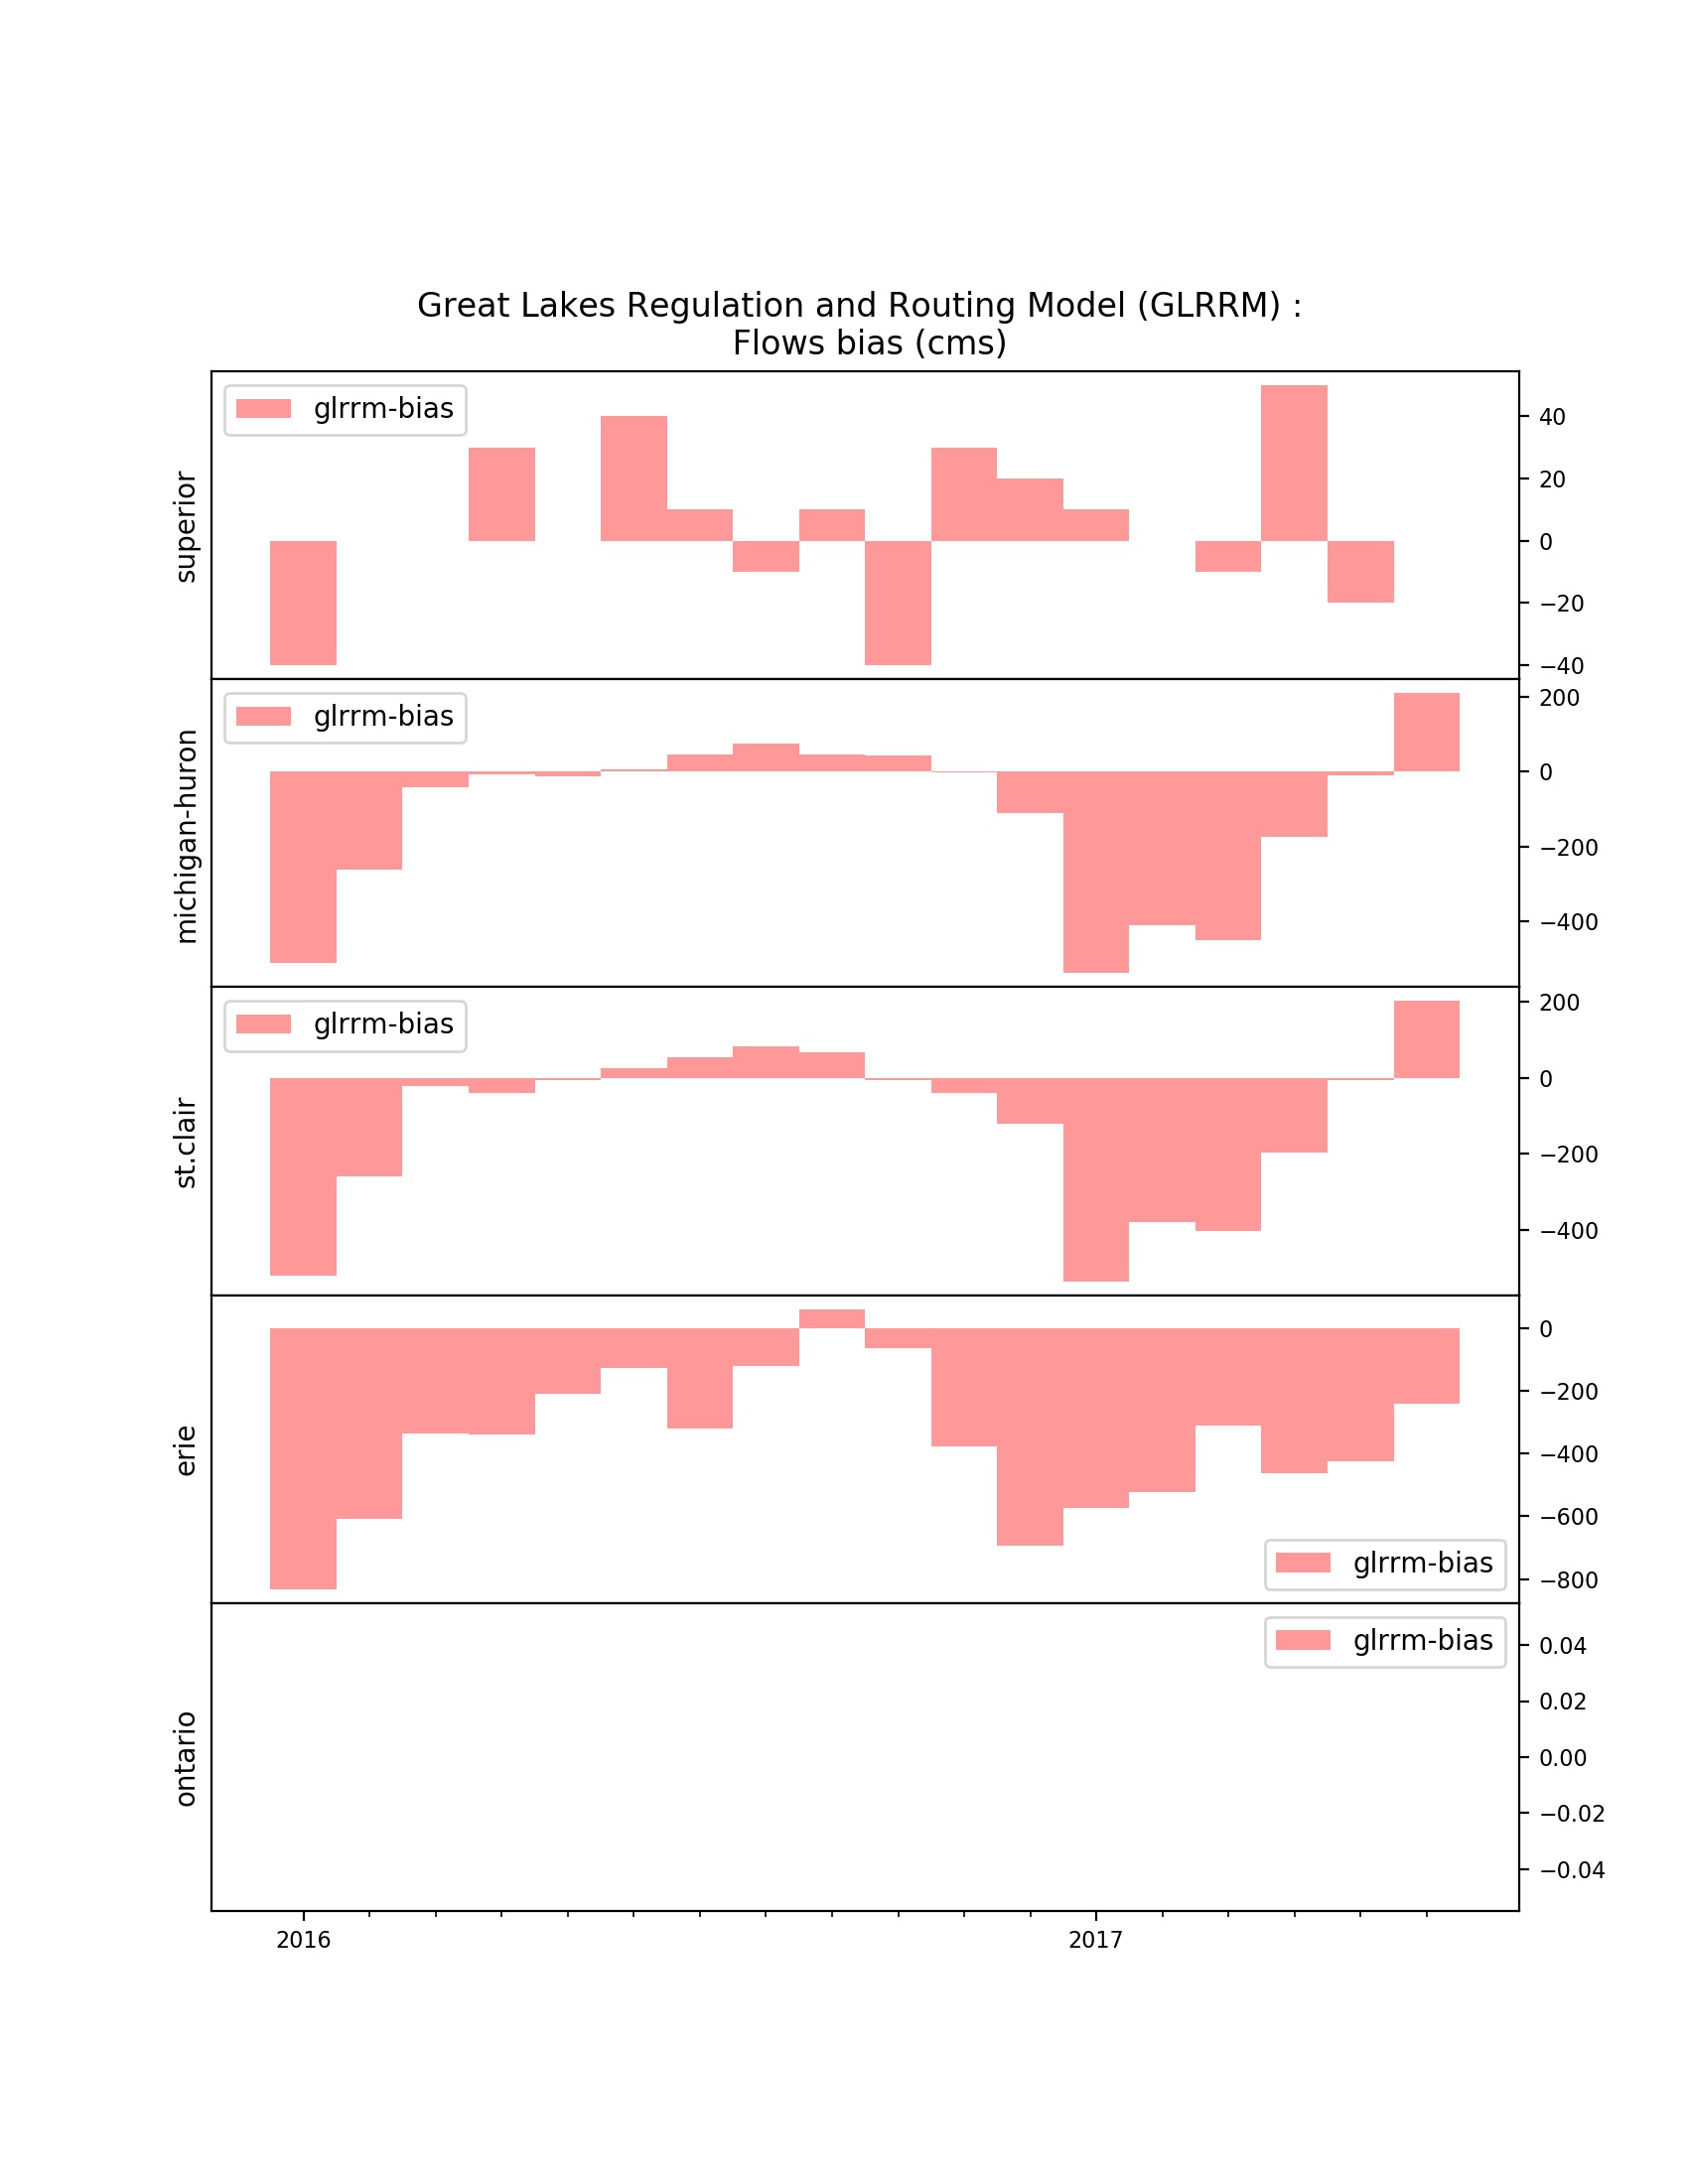 Great Lakes Regulation and Routing Model (GLRRM) :
Flows bias (cms)
glrrm-bias
superior
40
20
0
−20
−40
glrrm-bias
michigan-huron
200
0
−200
−400
glrrm-bias
st.clair
200
0
−200
−400
erie
0
−200
−400
−600
−800
glrrm-bias
ontario
glrrm-bias
0.04
0.02
0.00
−0.02
−0.04
2016
2017